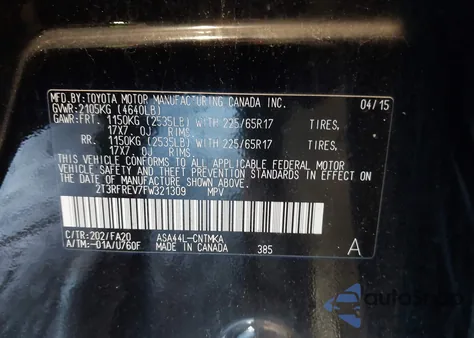 MFD.BY:TOYOTA MOTOR MANUFACTURING CANADA INC. 04/15
GVWR:2105KG (4640LB)
GAWR:FRT. 1150KG (2535LB) WITH 225/65R17 TIRES,
17X7. OJ RIMS.
RR. 1150KG (2535LB) WITH 225/65R17 TIRES,
17X7. OJ RIMS.
THIS VEHICLE CONFORMS TO ALL APPLICABLE FEDERAL MOTOR
VEHICLE SAFETY, THEFT PREVENTION, AND BUMPER STANDARDS
IN EFFECT ON THE DATE OF MANUFACTURE SHOWN ABOVE.
2T3RFREV7FW321309 MPV
C/TR:202/FA20 ASA44L-CNTMKA
A/TM:-01A/U760F MADE IN CANADA 385 A